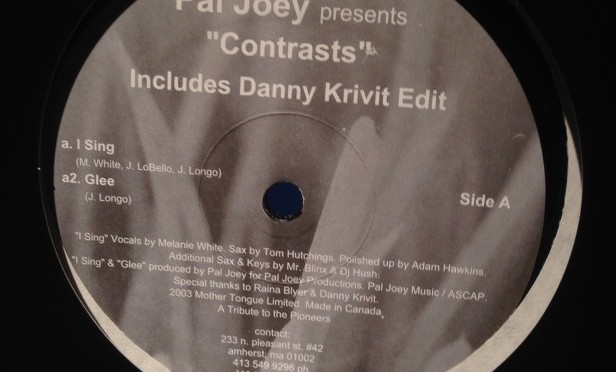 Pal Joey presents
"Contrasts"
Includes Danny Krivit Edit
a. I Sing
(M. White, J. LoBello, J. Longo)
a2. Glee
(J. Longo)
Side A
"I Sing" Vocals by Melanie White. Sax by Tom Hutchings. Polished up by Adam Hawkins.
Additional Sax & Keys by Mr. Blinx & Dj Hush.
"I Sing" & "Glee" produced by Pal Joey for Pal Joey Productions. Pal Joey Music / ASCAP.
Special thanks to Raina Blyer & Danny Krivit.
2003 Mother Tongue Limited. Made in Canada.
A Tribute to the Pioneers
contact:
233 n. pleasant st. #42
amherst, ma 01002
413 549 9296 ph